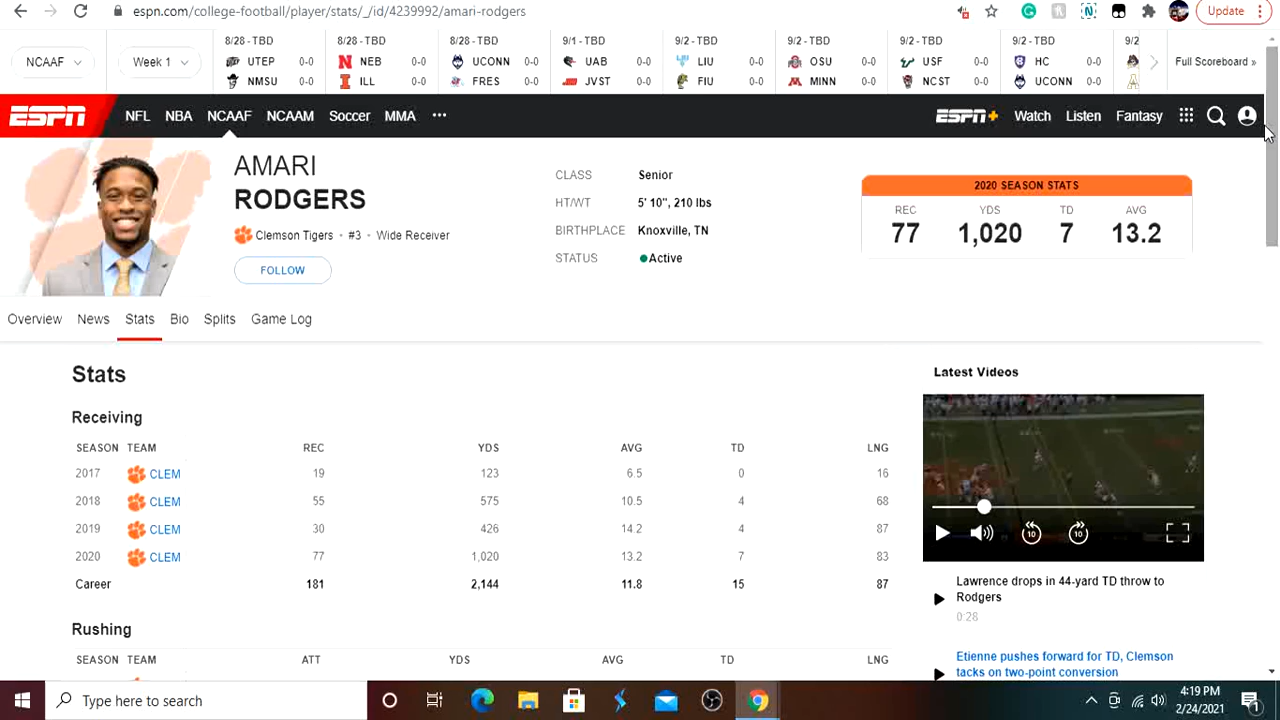 espn.com/college-football/player/stats/_/id/4239992/amari-rodgers
Update
NCAAF
Week 1
8/28 - TBD
UTEP 0-0
NMSU
8/28 - TBD
NEB 0-0
ILL
8/28 - TBD
UCONN 0-0
FRES 0-0
9/1 - TBD
UAB 0-0
JVST 0-0
9/2 - TBD
LIU 0-0
FIU 0-0
9/2 - TBD
OSU 0-0
MINN 0-0
9/2 - TBD
USF 0-0
NCST 0-0
9/2 - TBD
HC 0-0
UCONN 0-0
9/2
Full Scoreboard »
ESPN NFL NBA NCAAF NCAAM Soccer MMA ••• ESPN+ Watch Listen Fantasy
AMARI
RODGERS
Clemson Tigers • #3 • Wide Receiver
FOLLOW
CLASS Senior
HT/WT 5' 10", 210 lbs
BIRTHPLACE Knoxville, TN
STATUS Active
2020 SEASON STATS
REC YDS TD AVG
77 1,020 7 13.2
Overview News Stats Bio Splits Game Log
Stats
Receiving
SEASON TEAM REC YDS AVG TD LNG
2017 CLEM 19 123 6.5 0 16
2018 CLEM 55 575 10.5 4 68
2019 CLEM 30 426 14.2 4 87
2020 CLEM 77 1,020 13.2 7 83
Career 181 2,144 11.8 15 87
Rushing
SEASON TEAM ATT YDS AVG TD LNG
Latest Videos
10 10
Lawrence drops in 44-yard TD throw to
Rodgers
0:28
Etienne pushes forward for TD, Clemson
tacks on two-point conversion
Type here to search
4:19 PM
2/24/2021
1